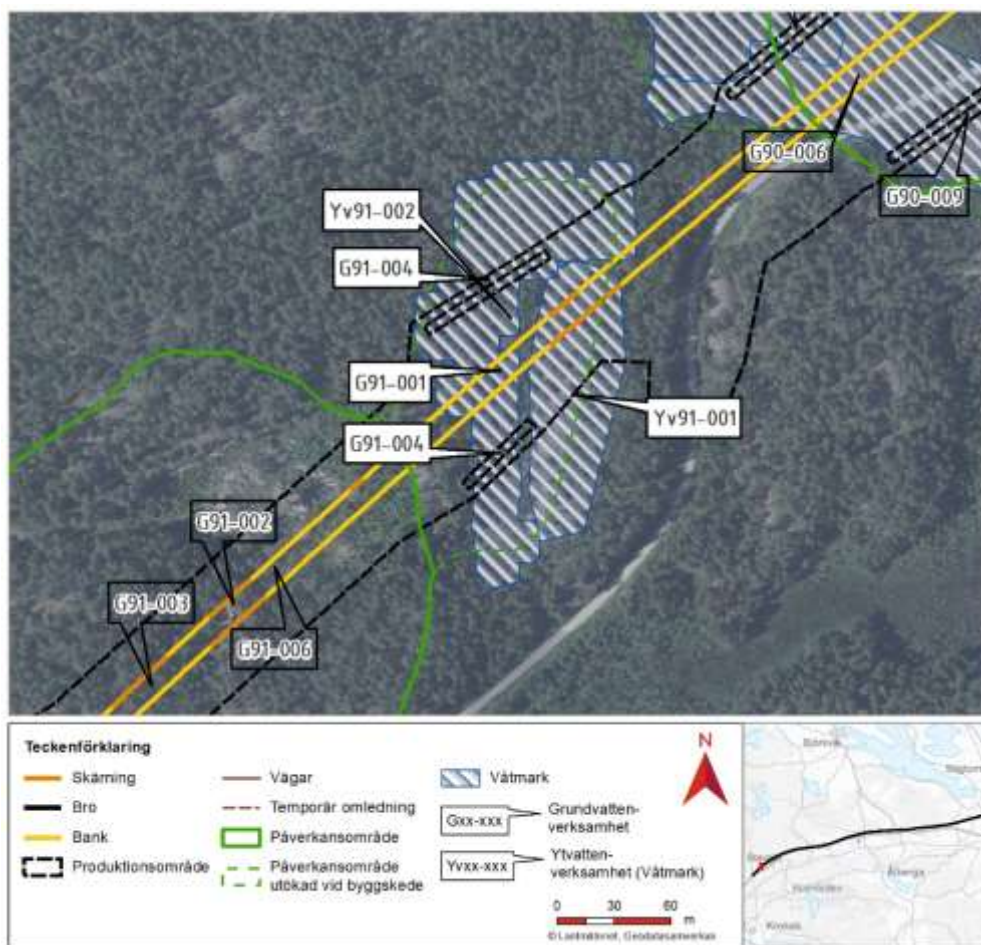 G90-006
G90-009
Yv91-002
G91-004
G91-001
Yv91-001
G91-004
G91-002
G91-003
G91-006
Teckenförklaring
Skärning
Bro
Bank
Produktionsområde
Vägar
Temporär omledning
Påverkansområde
Påverkansområde
utökad vid byggskede
Våtmark
Gxx-xxx
Grundvatten-
verksamhet
Yvxx-xxx
Ytvatten-
verksamhet (Våtmark)
0 30 60
m
© Lantmäteriet, Geodatasamverkan
N
Ålberga